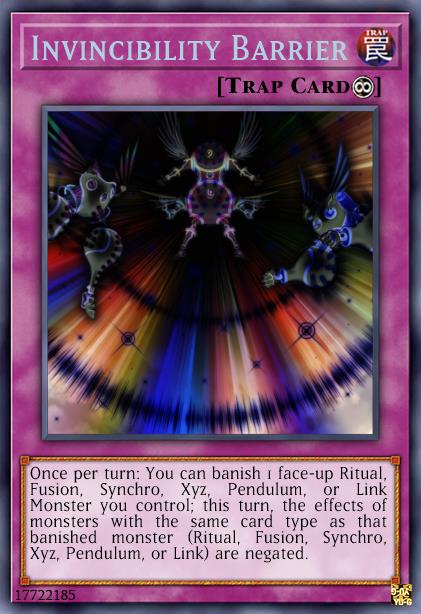 Invincibility Barrier
TRAP
罠
[Trap Card]
Once per turn: You can banish 1 face-up Ritual,
Fusion, Synchro, Xyz, Pendulum, or Link
Monster you control; this turn, the effects of
monsters with the same card type as that
banished monster (Ritual, Fusion, Synchro,
Xyz, Pendulum, or Link) are negated.
17722185